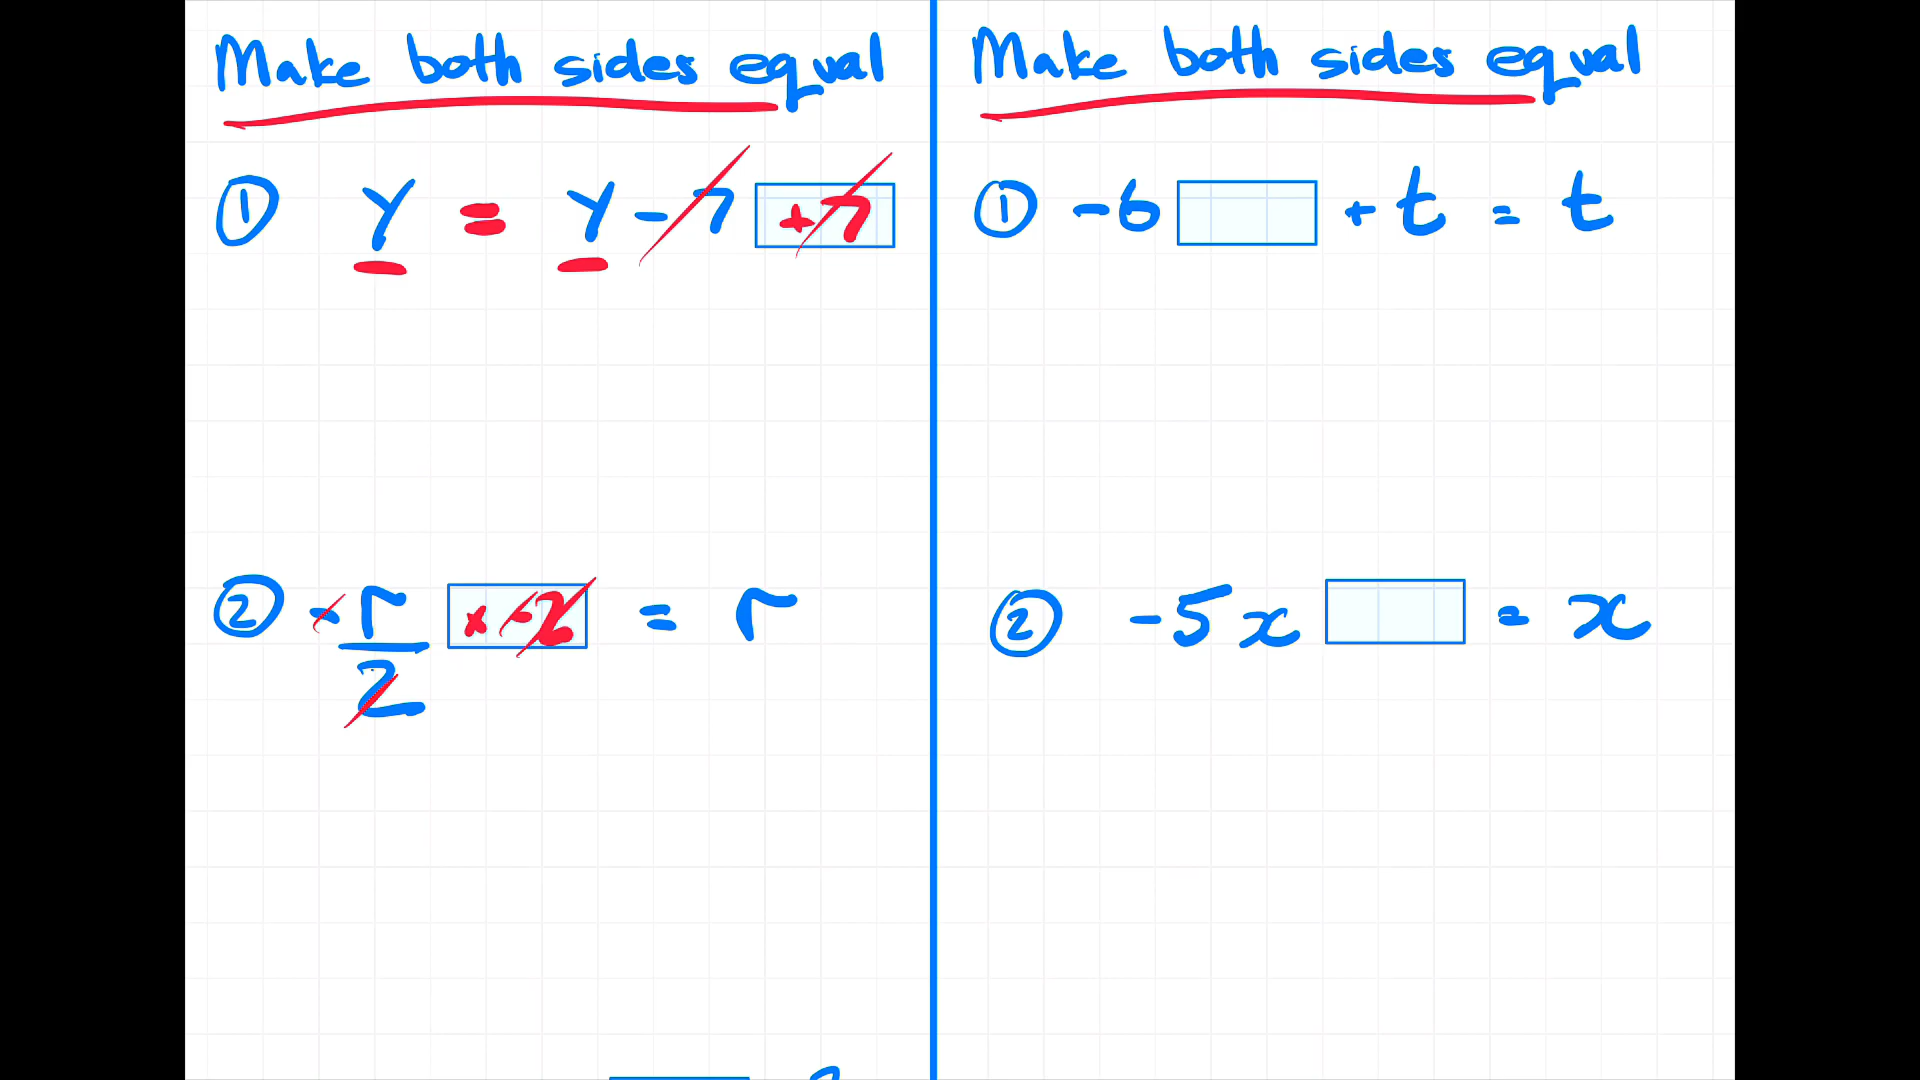 Make both sides equal
① y = y - 7 + 7
② - r/2 × -2 = r
Make both sides equal
① - 6 + t = t
② - 5x = x